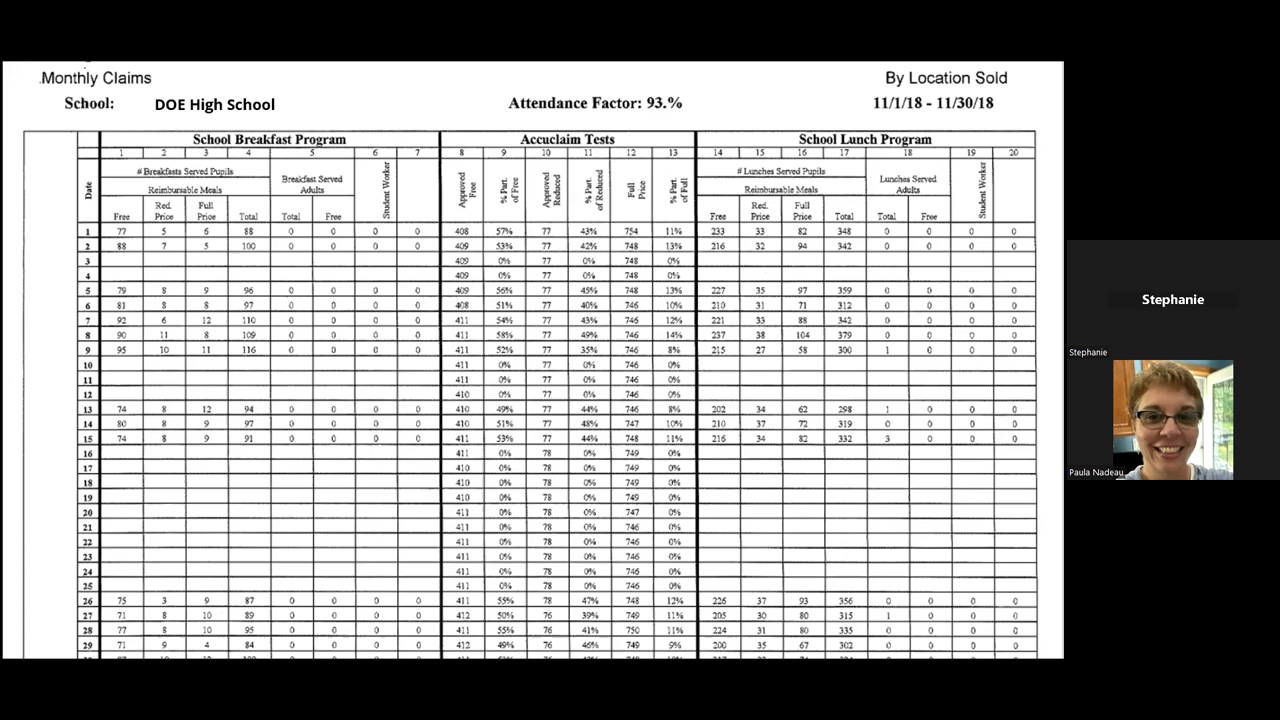 .Monthly Claims By Location Sold
School: DOE High School Attendance Factor: 93.% 11/1/18 - 11/30/18
School Breakfast Program Accuclaim Tests School Lunch Program
1 2 3 4 5 6 7 8 9 10 11 12 13 14 15 16 17 18 19 20
Date # Breakfasts Served Pupils Breakfast Served Adults Student Worker Approved Free % Part. of Free Approved Reduced % Part. of Reduced Full Price % Part. of Full # Lunches Served Pupils Lunches Served Adults Student Worker
Reimbursable Meals Reimbursable Meals
Free Red. Price Full Price Total Total Free Free Red. Price Full Price Total Total Free
1 77 5 6 88 0 0 0 0 408 57% 77 43% 754 11% 233 33 82 348 0 0 0 0
2 88 7 5 100 0 0 0 0 409 53% 77 42% 748 13% 216 32 94 342 0 0 0 0
3 409 0% 77 0% 748 0%
4 409 0% 77 0% 748 0%
5 79 8 9 96 0 0 0 0 409 56% 77 45% 748 13% 227 35 97 359 0 0 0 0
6 81 8 8 97 0 0 0 0 408 51% 77 40% 746 10% 210 31 71 312 0 0 0 0
7 92 6 12 110 0 0 0 0 411 54% 77 43% 746 12% 221 33 88 342 0 0 0 0
8 90 11 8 109 0 0 0 0 411 58% 77 49% 746 14% 237 38 104 379 0 0 0 0
9 95 10 11 116 0 0 0 0 411 52% 77 35% 746 8% 215 27 58 300 1 0 0 0
10 411 0% 77 0% 746 0%
11 411 0% 77 0% 746 0%
12 410 0% 77 0% 746 0%
13 74 8 12 94 0 0 0 0 410 49% 77 44% 746 8% 202 34 62 298 1 0 0 0
14 80 8 9 97 0 0 0 0 410 51% 77 48% 747 10% 210 37 72 319 0 0 0 0
15 74 8 9 91 0 0 0 0 411 53% 77 44% 748 11% 216 34 82 332 3 0 0 0
16 411 0% 78 0% 749 0%
17 410 0% 78 0% 749 0%
18 410 0% 78 0% 749 0%
19 410 0% 78 0% 749 0%
20 411 0% 78 0% 747 0%
21 411 0% 78 0% 746 0%
22 411 0% 78 0% 746 0%
23 411 0% 78 0% 746 0%
24 411 0% 78 0% 746 0%
25 411 0% 78 0% 746 0%
26 75 3 9 87 0 0 0 0 411 55% 78 47% 748 12% 226 37 93 356 0 0 0 0
27 71 8 10 89 0 0 0 0 412 50% 76 39% 749 11% 205 30 80 315 1 0 0 0
28 77 8 10 95 0 0 0 0 411 55% 76 41% 750 11% 224 31 80 335 0 0 0 0
29 71 9 4 84 0 0 0 0 412 49% 76 46% 749 9% 200 35 67 302 0 0 0 0
Stephanie
Stephanie
Paula Nadeau